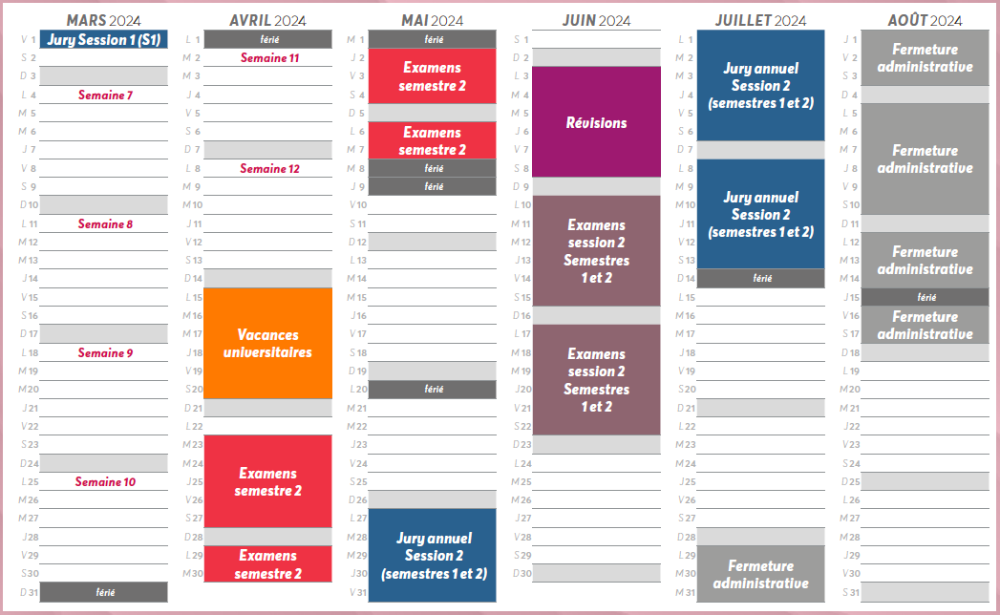 MARS 2024
V 1 Jury Session 1 (S1)
S 2
D 3
L 4 Semaine 7
M 5
M 6
J 7
V 8
S 9
D 10
L 11 Semaine 8
M 12
M 13
J 14
V 15
S 16
D 17
L 18 Semaine 9
M 19
M 20
J 21
V 22
S 23
D 24
L 25 Semaine 10
M 26
M 27
J 28
V 29
S 30
D 31 férié
AVRIL 2024
L 1 férié
M 2 Semaine 11
M 3
J 4
V 5
S 6
D 7
L 8 Semaine 12
M 9
M 10
J 11
V 12
S 13
D 14
L 15
M 16
M 17 Vacances
J 18 universitaires
V 19
S 20
D 21
L 22
M 23
M 24
J 25 Examens
semestre 2
V 26
S 27
D 28
L 29 Examens
M 30 semestre 2
MAI 2024
M 1 férié
J 2
V 3 Examens
S 4 semestre 2
D 5
L 6 Examens
M 7 semestre 2
M 8 férié
J 9 férié
V 10
S 11
D 12
L 13
M 14
M 15
J 16
V 17
S 18
D 19
L 20 férié
M 21
M 22
J 23
V 24
S 25
D 26
L 27
M 28 Jury annuel
M 29 Session 2
J 30 (semestres 1 et 2)
V 31
JUIN 2024
S 1
D 2
L 3
M 4
M 5 Révisions
J 6
V 7
S 8
D 9
L 10
M 11 Examens
M 12 session 2
J 13 Semestres
V 14 1 et 2
S 15
D 16
L 17
M 18 Examens
M 19 session 2
J 20 Semestres
V 21 1 et 2
S 22
D 23
L 24
M 25
M 26
J 27
V 28
S 29
D 30
JUILLET 2024
L 1
M 2
M 3 Jury annuel
Session 2
J 4 (semestres 1 et 2)
V 5
S 6
D 7
L 8
M 9
M 10 Jury annuel
J 11 Session 2
(semestres 1 et 2)
V 12
S 13
D 14 férié
L 15
M 16
M 17
J 18
V 19
S 20
D 21
L 22
M 23
M 24
J 25
V 26
S 27
D 28
L 29
M 30 Fermeture
M 31 administrative
AOÛT 2024
J 1
V 2 Fermeture
S 3 administrative
D 4
L 5
M 6
M 7 Fermeture
J 8 administrative
V 9
S 10
D 11
L 12
M 13 Fermeture
M 14 administrative
J 15 férié
V 16 Fermeture
S 17 administrative
D 18
L 19
M 20
M 21
J 22
V 23
S 24
D 25
L 26
M 27
M 28
J 29
V 30
S 31